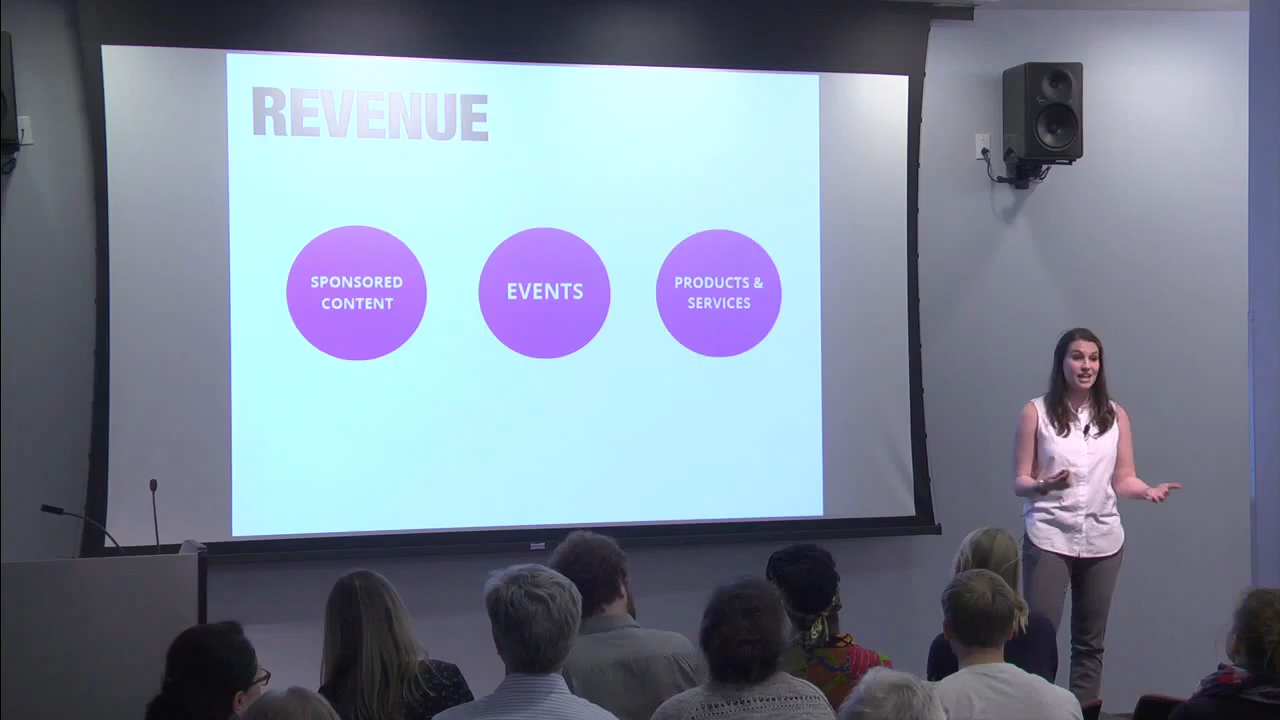 REVENUE
SPONSORED
CONTENT
EVENTS
PRODUCTS &
SERVICES